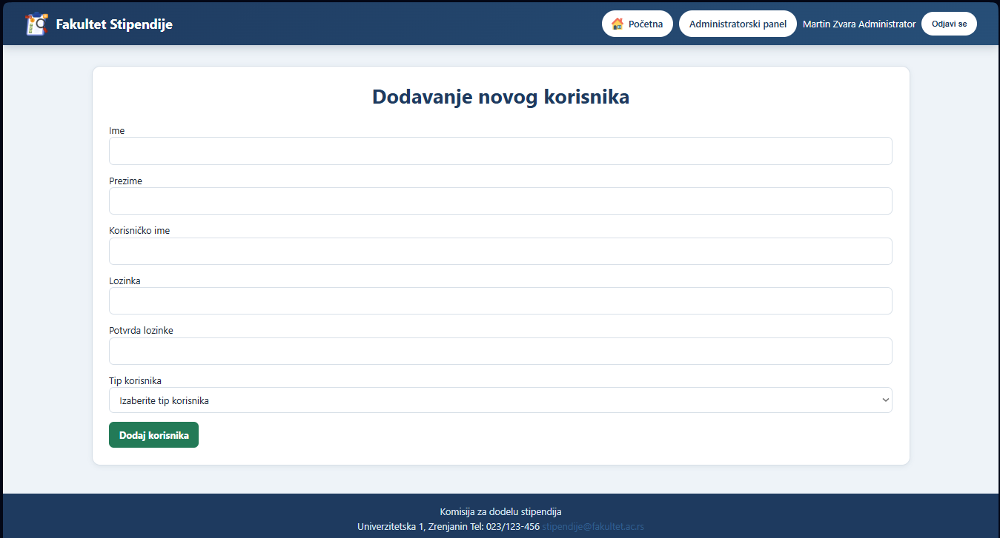 Fakultet Stipendije
Početna
Administratorski panel
Martin Zvara Administrator
Odjavi se
Dodavanje novog korisnika
Ime
Prezime
Korisničko ime
Lozinka
Potvrda lozinke
Tip korisnika
Izaberite tip korisnika
Dodaj korisnika
Komisija za dodelu stipendija
Univerzitetska 1, Zrenjanin Tel: 023/123-456 stipendije@fakultet.ac.rs